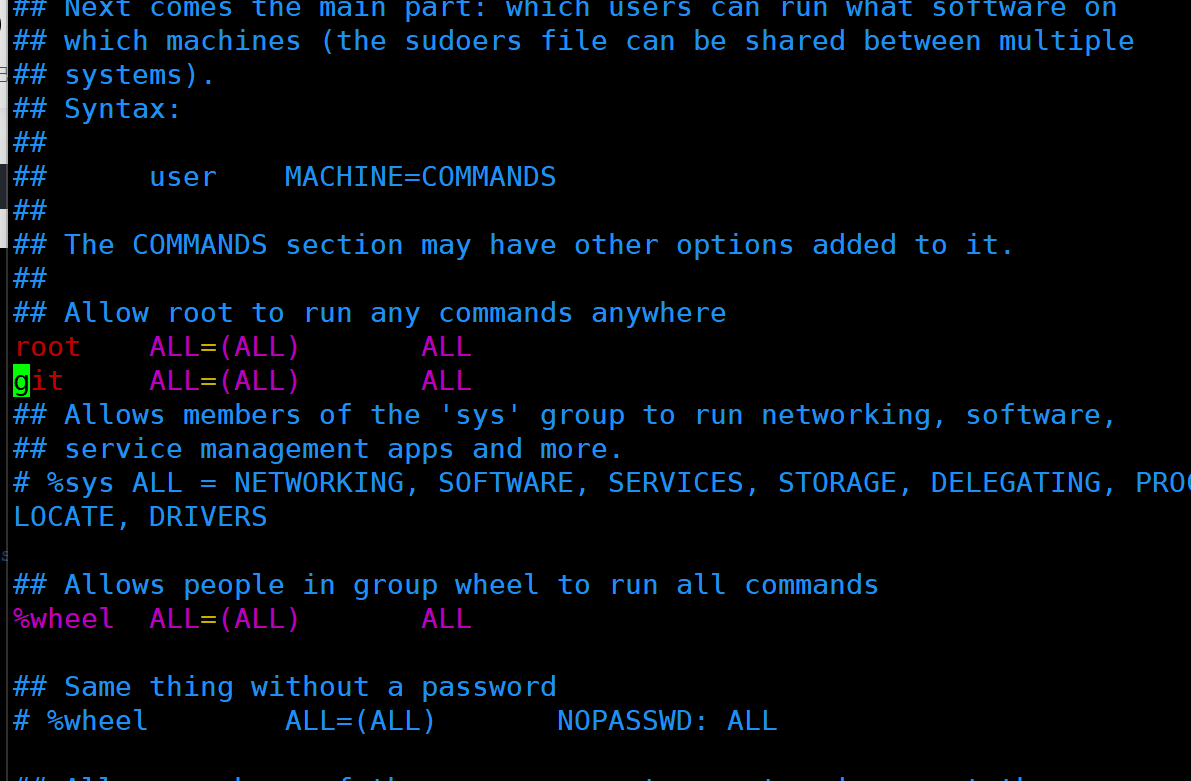 ## Next comes the main part: which users can run what software on
## which machines (the sudoers file can be shared between multiple
## systems).
## Syntax:
##
##      user    MACHINE=COMMANDS
##
## The COMMANDS section may have other options added to it.
##
## Allow root to run any commands anywhere
root    ALL=(ALL)       ALL
git     ALL=(ALL)       ALL
## Allows members of the 'sys' group to run networking, software,
## service management apps and more.
# %sys ALL = NETWORKING, SOFTWARE, SERVICES, STORAGE, DELEGATING,
LOCATE, DRIVERS
## Allows people in group wheel to run all commands
%wheel  ALL=(ALL)       ALL
## Same thing without a password
# %wheel        ALL=(ALL)       NOPASSWD: ALL